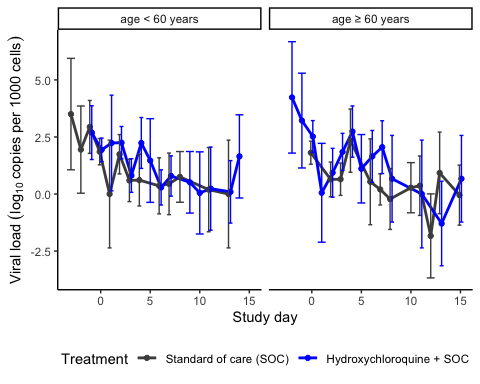 age < 60 years
age ≥ 60 years
Viral load (log₁₀ copies per 1000 cells)
5.0
2.5
0.0
-2.5
0 5 10 15
0 5 10 15
Study day
Treatment Standard of care (SOC) Hydroxychloroquine + SOC